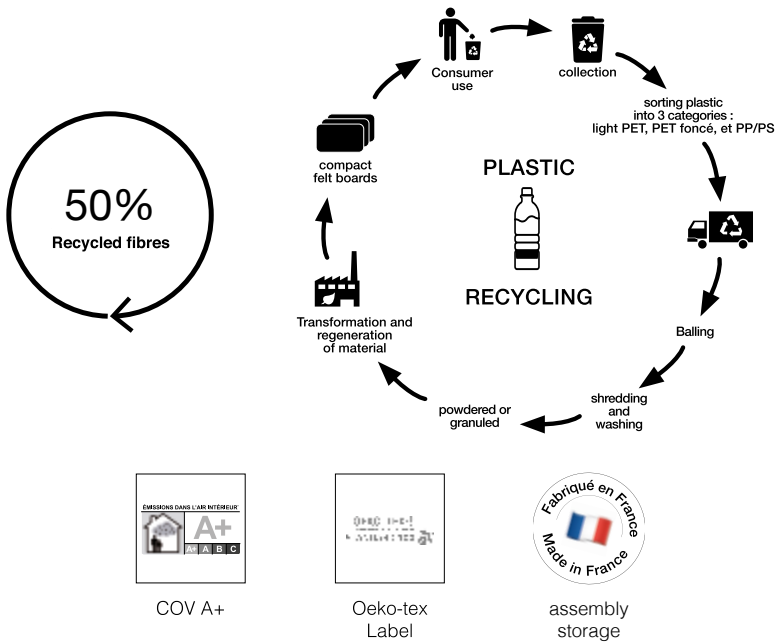 50%
Recycled fibres
PLASTIC
RECYCLING
Consumer
use
collection
sorting plastic
into 3 categories :
light PET, PET foncé, et PP/PS
Balling
shredding
and
washing
powdered or
granuled
Transformation and
regeneration
of material
compact
felt boards
ÉMISSIONS DANS L'AIR INTÉRIEUR
A+
A+ A B C
COV A+
Oeko-tex
Label
Fabriqué en France
Made in France
assembly
storage